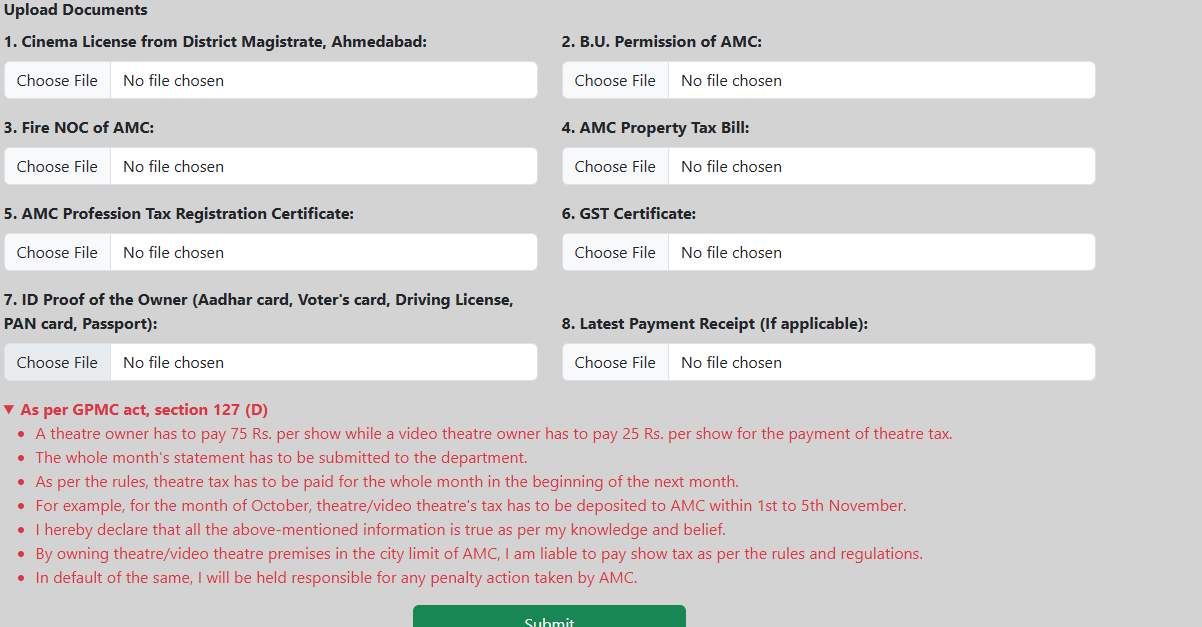 Upload Documents
1. Cinema License from District Magistrate, Ahmedabad:
2. B.U. Permission of AMC:
Choose File No file chosen
Choose File No file chosen
3. Fire NOC of AMC:
4. AMC Property Tax Bill:
Choose File No file chosen
Choose File No file chosen
5. AMC Profession Tax Registration Certificate:
6. GST Certificate:
Choose File No file chosen
Choose File No file chosen
7. ID Proof of the Owner (Aadhar card, Voter's card, Driving License,
PAN card, Passport):
8. Latest Payment Receipt (If applicable):
Choose File No file chosen
Choose File No file chosen
▼ As per GPMC act, section 127 (D)
• A theatre owner has to pay 75 Rs. per show while a video theatre owner has to pay 25 Rs. per show for the payment of theatre tax.
• The whole month's statement has to be submitted to the department.
• As per the rules, theatre tax has to be paid for the whole month in the beginning of the next month.
• For example, for the month of October, theatre/video theatre's tax has to be deposited to AMC within 1st to 5th November.
• I hereby declare that all the above-mentioned information is true as per my knowledge and belief.
• By owning theatre/video theatre premises in the city limit of AMC, I am liable to pay show tax as per the rules and regulations.
• In default of the same, I will be held responsible for any penalty action taken by AMC.
Submit